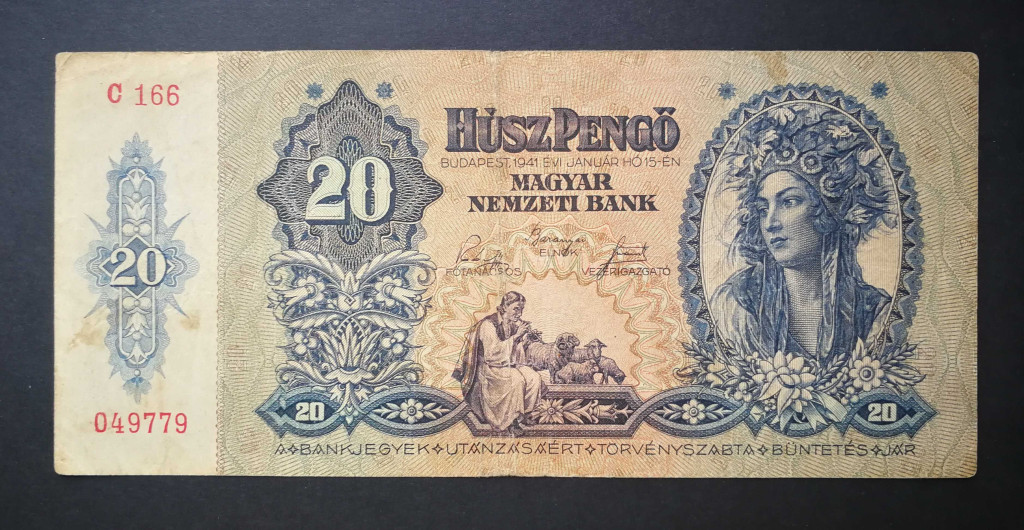 C 166
20
049779
20
HÚSZ PENGŐ
BUDAPEST, 1941. ÉVI JANUÁR HÓ 15-ÉN
MAGYAR
NEMZETI BANK
ELNÖK
FŐTANÁCSOS VEZÉRIGAZGATÓ
20 20
A BANKJEGYEK UTÁNZÁSÁÉRT TÖRVÉNYSZABTA BÜNTETÉS JÁR